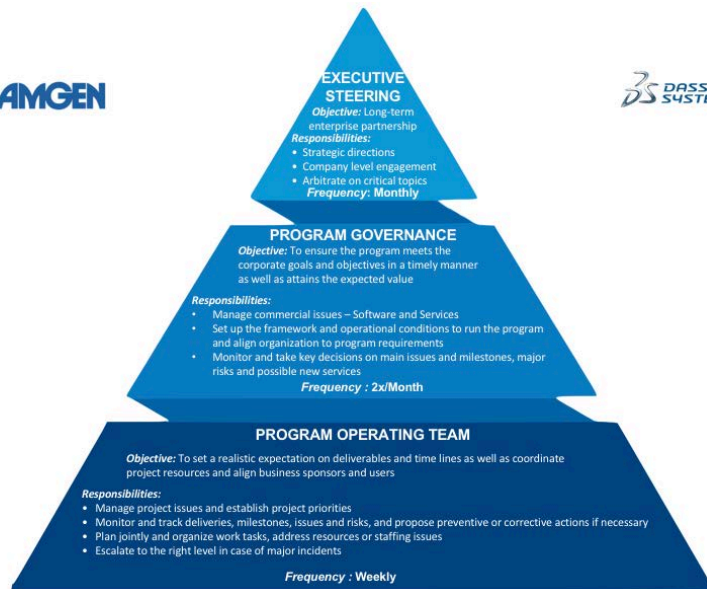 AMGEN
DASS
SYSTE
EXECUTIVE
STEERING
Objective: Long-term
enterprise partnership
Responsibilities:
• Strategic directions
• Company level engagement
• Arbitrate on critical topics
Frequency: Monthly
PROGRAM GOVERNANCE
Objective: To ensure the program meets the
corporate goals and objectives in a timely manner
as well as attains the expected value
Responsibilities:
• Manage commercial issues – Software and Services
• Set up the framework and operational conditions to run the program
and align organization to program requirements
• Monitor and take key decisions on main issues and milestones, major
risks and possible new services
Frequency : 2x/Month
PROGRAM OPERATING TEAM
Objective: To set a realistic expectation on deliverables and time lines as well as coordinate
project resources and align business sponsors and users
Responsibilities:
• Manage project issues and establish project priorities
• Monitor and track deliveries, milestones, issues and risks, and propose preventive or corrective actions if necessary
• Plan jointly and organize work tasks, address resources or staffing issues
• Escalate to the right level in case of major incidents
Frequency : Weekly